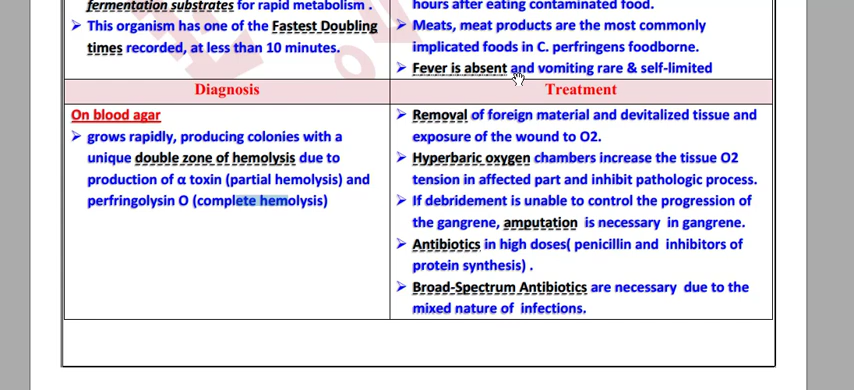 fermentation substrates for rapid metabolism .
➢ This organism has one of the Fastest Doubling
times recorded, at less than 10 minutes.
hours after eating contaminated food.
➢ Meats, meat products are the most commonly
implicated foods in C. perfringens foodborne.
➢ Fever is absent and vomiting rare & self-limited
Diagnosis
On blood agar
➢ grows rapidly, producing colonies with a
unique double zone of hemolysis due to
production of α toxin (partial hemolysis) and
perfringolysin O (complete hemolysis)
Treatment
➢ Removal of foreign material and devitalized tissue and
exposure of the wound to O2.
➢ Hyperbaric oxygen chambers increase the tissue O2
tension in affected part and inhibit pathologic process.
➢ If debridement is unable to control the progression of
the gangrene, amputation is necessary in gangrene.
➢ Antibiotics in high doses( penicillin and inhibitors of
protein synthesis) .
➢ Broad-Spectrum Antibiotics are necessary due to the
mixed nature of infections.